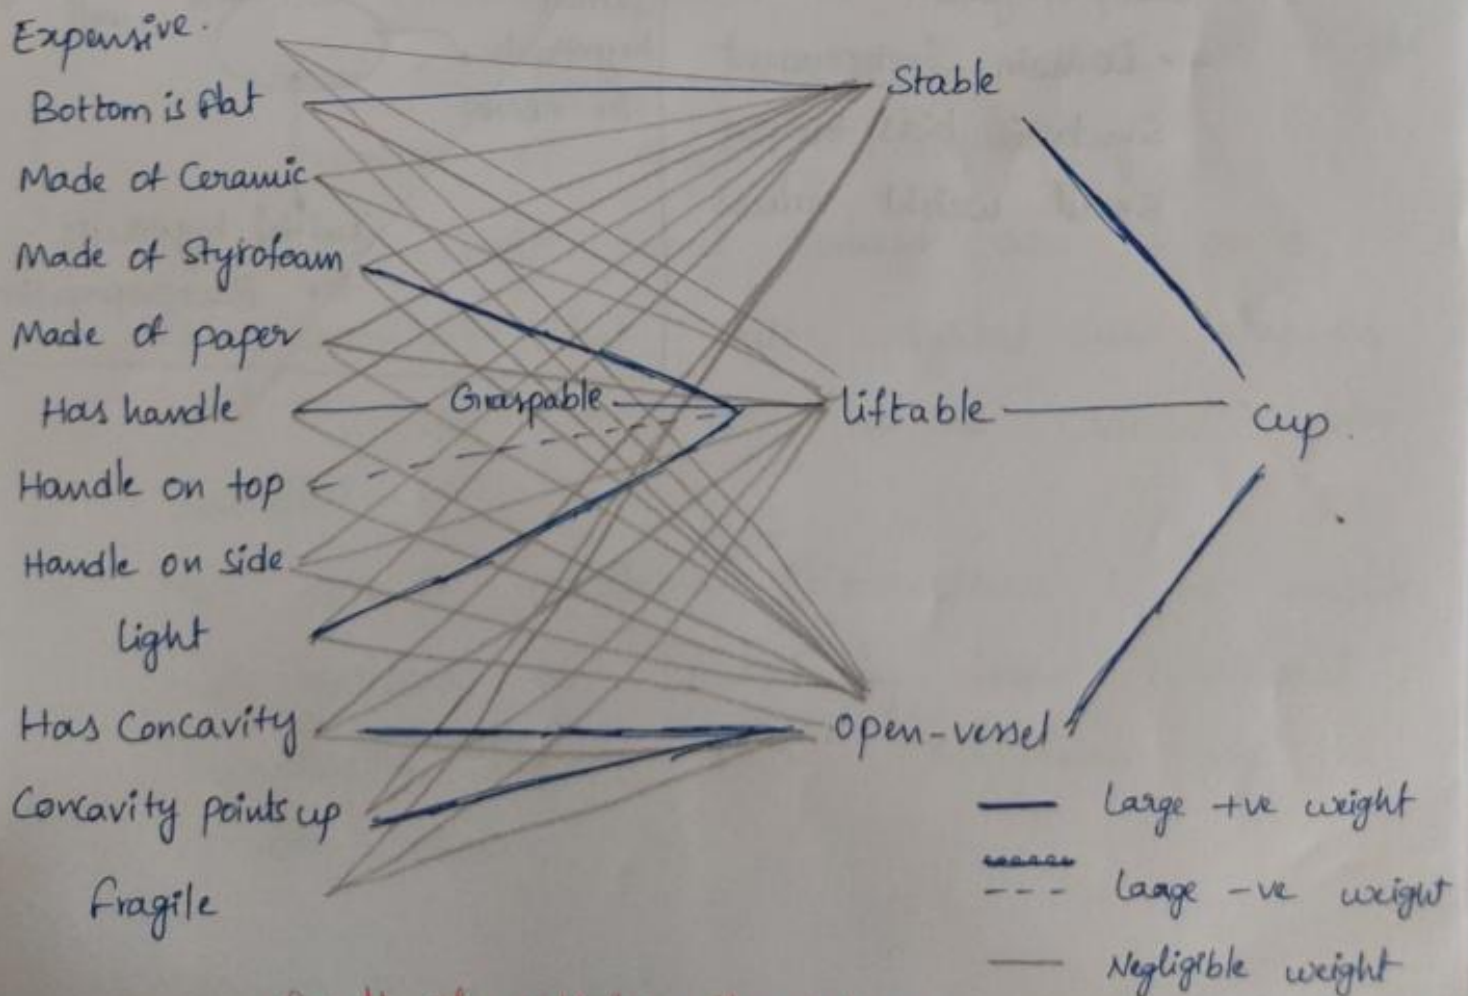 Expensive.
Bottom is flat
Made of Ceramic
Made of Styrofoam
Made of paper
Has handle
Handle on top
Handle on side
light
Has Concavity
Concavity points up
fragile
Graspable
Stable
liftable
Open-vessel
Cup.
large +ve weight
large -ve weight
Negligible weight